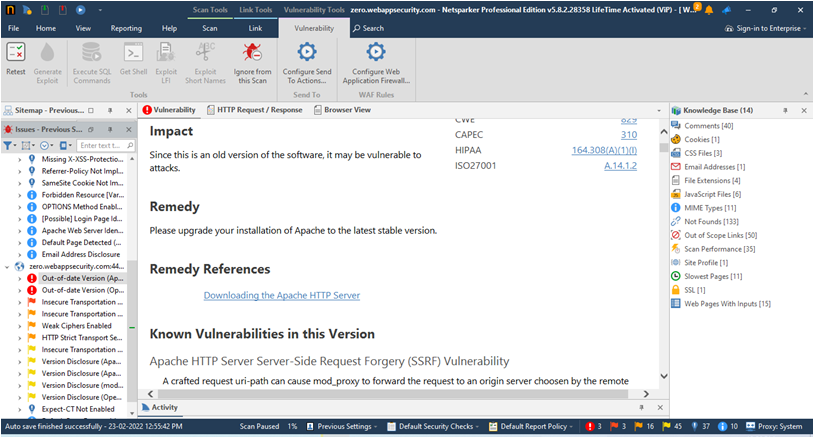 Scan Tools Link Tools Vulnerability Tools zero.webappsecurity.com - Netsparker Professional Edition v5.8.2.28358 LifeTime Activated (ViP) - [ W... 2
File Home View Reporting Help Scan Link Vulnerability Search Sign-in to Enterprise
Retest Generate Exploit Execute SQL Commands Get Shell Exploit LFI Exploit Short Names Ignore from this Scan Configure Send To Actions... Configure Web Application Firewall...
Tools Send To WAF Rules
Sitemap - Previous...
Issues - Previous S...
Enter text t...
Missing X-XSS-Protectio...
Referrer-Policy Not Impl...
SameSite Cookie Not Im...
Forbidden Resource [Var...
OPTIONS Method Enabl...
[Possible] Login Page Id...
Apache Web Server Iden...
Default Page Detected (...
Email Address Disclosure
zero.webappsecurity.com:44...
Out-of-date Version (Ap...
Out-of-date Version (Op...
Insecure Transportation ...
Insecure Transportation ...
Weak Ciphers Enabled
HTTP Strict Transport Se...
Insecure Transportation ...
Version Disclosure (Apa...
Version Disclosure (Apa...
Version Disclosure (mod...
Version Disclosure (Ope...
Expect-CT Not Enabled
Vulnerability HTTP Request / Response Browser View
CWE 829
CAPEC 310
HIPAA 164.308(A)(1)(I)
ISO27001 A.14.1.2
Impact
Since this is an old version of the software, it may be vulnerable to
attacks.
Remedy
Please upgrade your installation of Apache to the latest stable version.
Remedy References
Downloading the Apache HTTP Server
Known Vulnerabilities in this Version
Apache HTTP Server Server-Side Request Forgery (SSRF) Vulnerability
A crafted request uri-path can cause mod_proxy to forward the request to an origin server choosen by the remote
Activity
Knowledge Base (14)
Comments [40]
Cookies [1]
CSS Files [3]
Email Addresses [1]
File Extensions [4]
JavaScript Files [6]
MIME Types [11]
Not Founds [133]
Out of Scope Links [50]
Scan Performance [35]
Site Profile [1]
Slowest Pages [11]
SSL [1]
Web Pages With Inputs [15]
Auto save finished successfully - 23-02-2022 12:55:42 PM Scan Paused 1% Previous Settings Default Security Checks Default Report Policy 3 3 16 45 37 10 Proxy: System